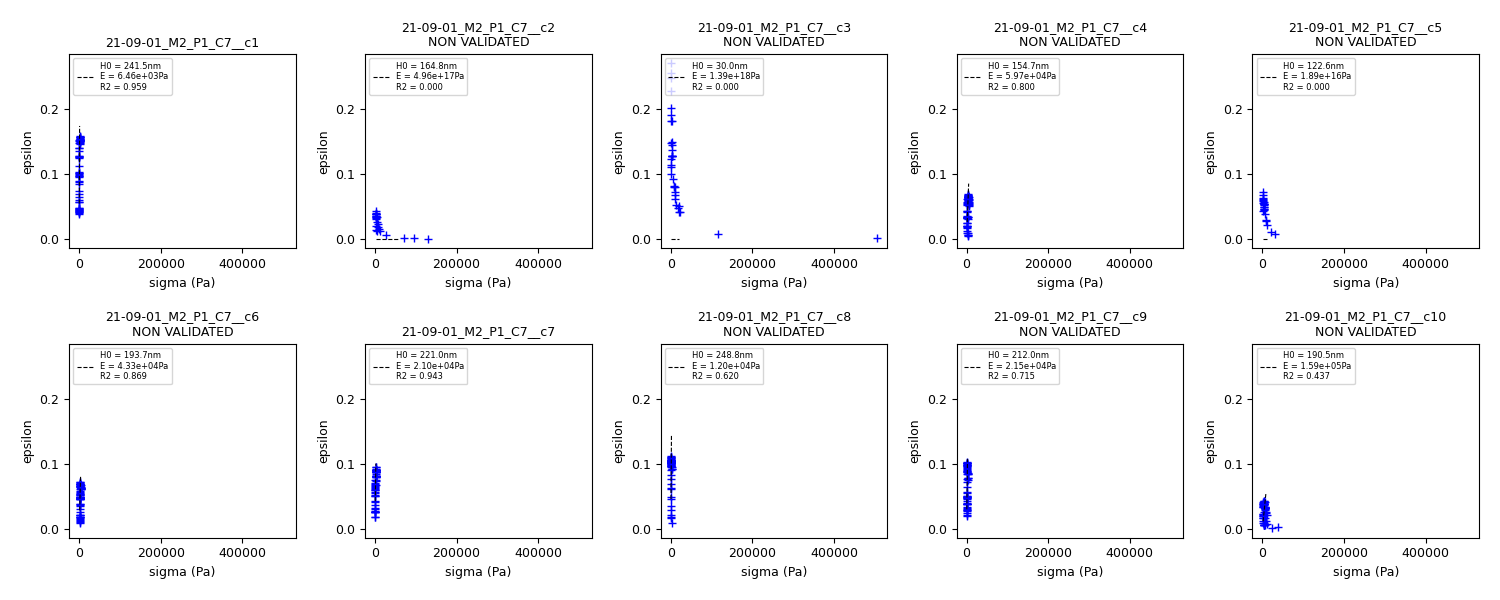 21-09-01_M2_P1_C7__c1
H0 = 241.5nm
E = 6.46e+03Pa
R2 = 0.959
epsilon
0.2
0.1
0.0
0
200000
400000
sigma (Pa)
21-09-01_M2_P1_C7__c2
NON VALIDATED
H0 = 164.8nm
E = 4.96e+17Pa
R2 = 0.000
epsilon
0.2
0.1
0.0
0
200000
400000
sigma (Pa)
21-09-01_M2_P1_C7__c3
NON VALIDATED
H0 = 30.0nm
E = 1.39e+18Pa
R2 = 0.000
epsilon
0.2
0.1
0.0
0
200000
400000
sigma (Pa)
21-09-01_M2_P1_C7__c4
NON VALIDATED
H0 = 154.7nm
E = 5.97e+04Pa
R2 = 0.800
epsilon
0.2
0.1
0.0
0
200000
400000
sigma (Pa)
21-09-01_M2_P1_C7__c5
NON VALIDATED
H0 = 122.6nm
E = 1.89e+16Pa
R2 = 0.000
epsilon
0.2
0.1
0.0
0
200000
400000
sigma (Pa)
21-09-01_M2_P1_C7__c6
NON VALIDATED
H0 = 193.7nm
E = 4.33e+04Pa
R2 = 0.869
epsilon
0.2
0.1
0.0
0
200000
400000
sigma (Pa)
21-09-01_M2_P1_C7__c7
H0 = 221.0nm
E = 2.10e+04Pa
R2 = 0.943
epsilon
0.2
0.1
0.0
0
200000
400000
sigma (Pa)
21-09-01_M2_P1_C7__c8
NON VALIDATED
H0 = 248.8nm
E = 1.20e+04Pa
R2 = 0.620
epsilon
0.2
0.1
0.0
0
200000
400000
sigma (Pa)
21-09-01_M2_P1_C7__c9
NON VALIDATED
H0 = 212.0nm
E = 2.15e+04Pa
R2 = 0.715
epsilon
0.2
0.1
0.0
0
200000
400000
sigma (Pa)
21-09-01_M2_P1_C7__c10
NON VALIDATED
H0 = 190.5nm
E = 1.59e+05Pa
R2 = 0.437
epsilon
0.2
0.1
0.0
0
200000
400000
sigma (Pa)